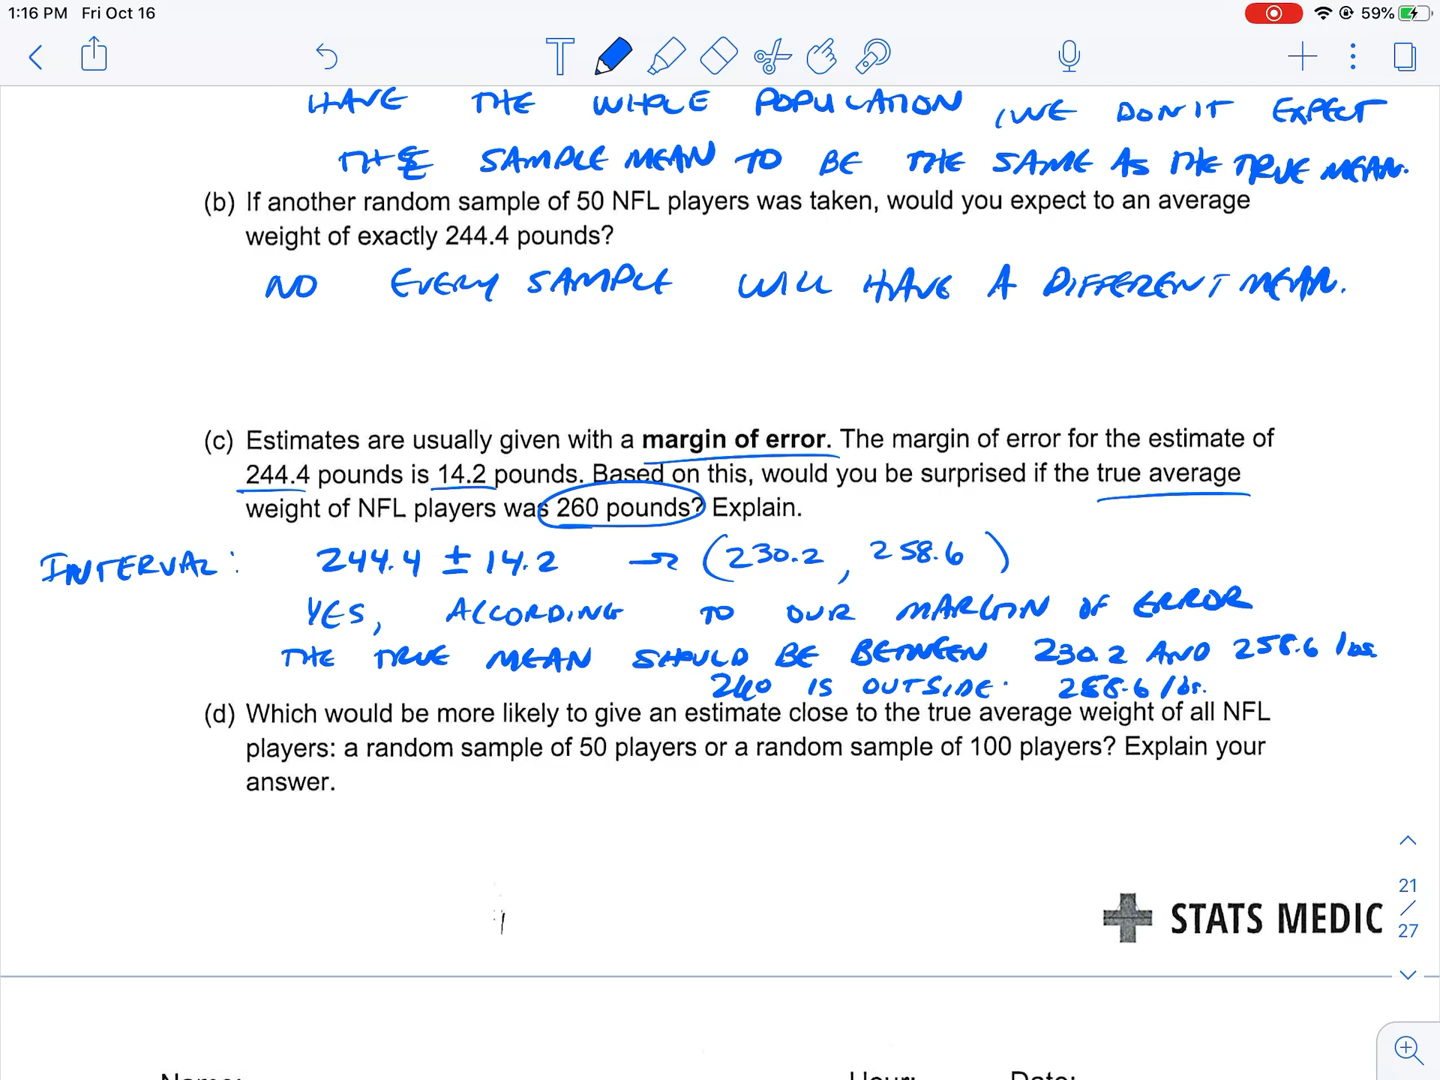 1:16 PM Fri Oct 16 59%
HAVE THE WHOLE POPULATION, WE DON'T EXPECT
THE SAMPLE MEAN TO BE THE SAME AS THE TRUE MEAN.
(b) If another random sample of 50 NFL players was taken, would you expect to an average
weight of exactly 244.4 pounds?
NO EVERY SAMPLE WILL HAVE A DIFFERENT MEAN.
(c) Estimates are usually given with a margin of error. The margin of error for the estimate of
244.4 pounds is 14.2 pounds. Based on this, would you be surprised if the true average
weight of NFL players was 260 pounds? Explain.
INTERVAL: 244.4 ± 14.2 → (230.2, 258.6)
YES, ACCORDING TO OUR MARGIN OF ERROR
THE TRUE MEAN SHOULD BE BETWEEN 230.2 AND 258.6 lbs
260 IS OUTSIDE. 258.6 lbs.
(d) Which would be more likely to give an estimate close to the true average weight of all NFL
players: a random sample of 50 players or a random sample of 100 players? Explain your
answer.
21
/
27
STATS MEDIC
Name: Hour: Date: